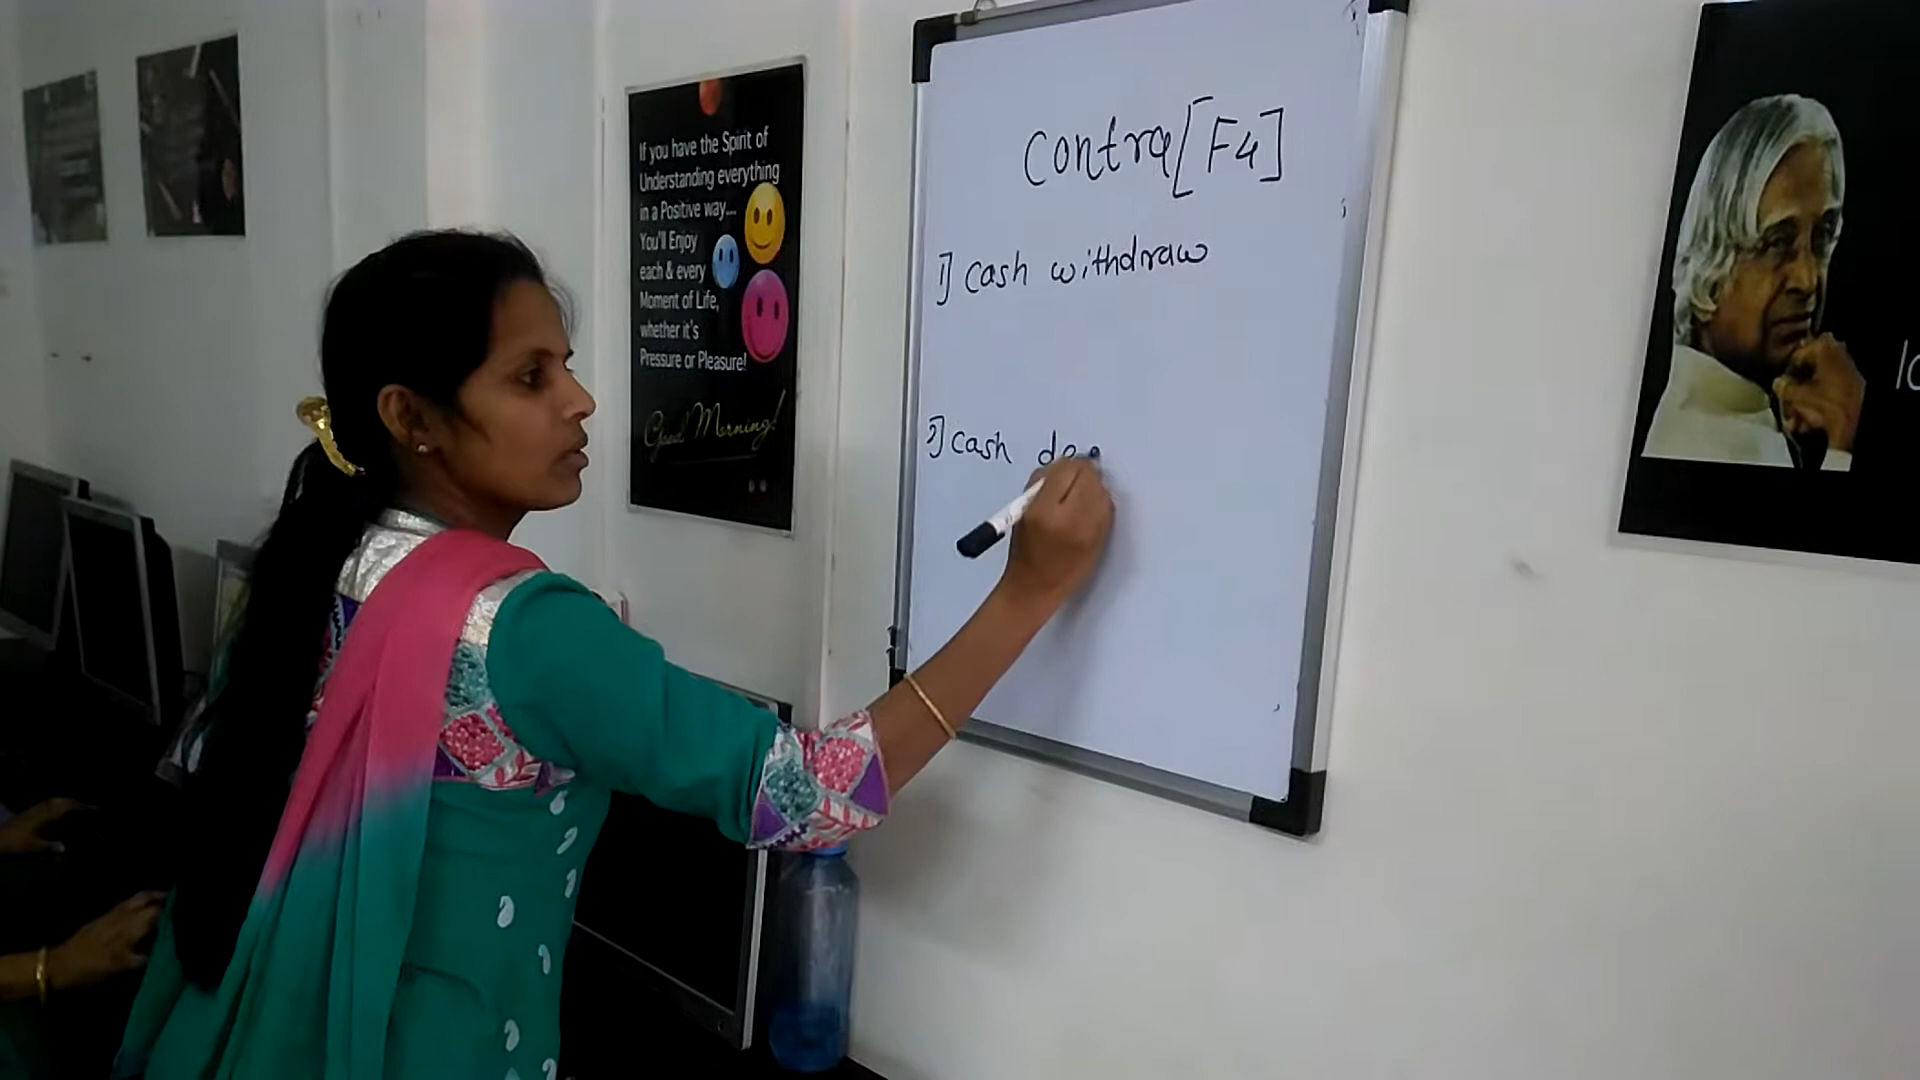 If you have the Spirit of
Understanding everything
in a Positive way...
You'll Enjoy
each & every
Moment of Life,
whether it's
Pressure or Pleasure!
Good Morning!
Contra [F4]
1] Cash withdraw
2] Cash dep